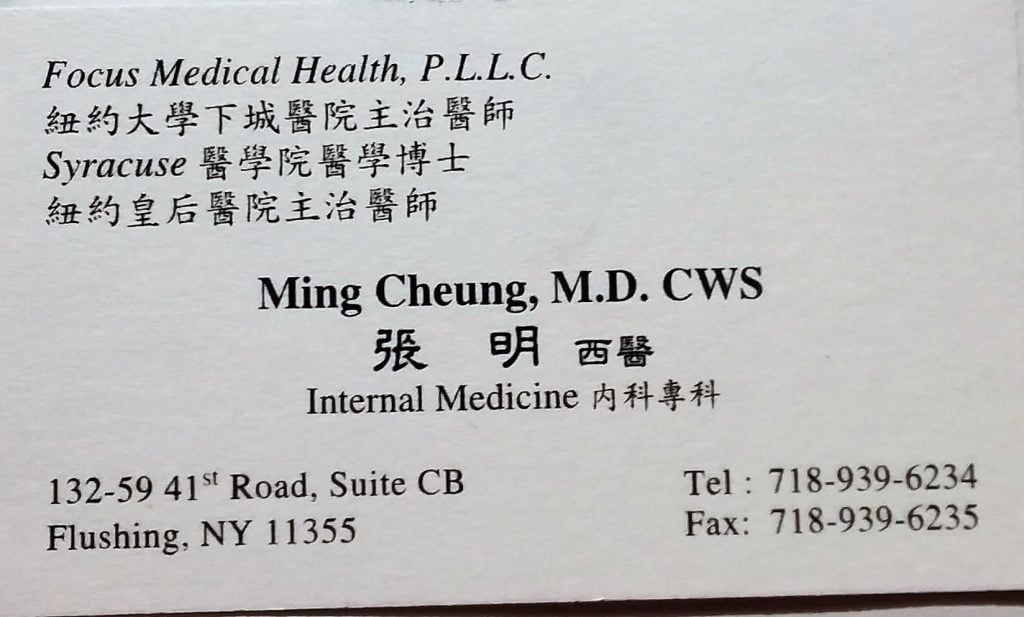 Focus Medical Health, P.L.L.C.
紐約大學下城醫院主治醫師
Syracuse 醫學院醫學博士
紐約皇后醫院主治醫師
Ming Cheung, M.D. CWS
張 明 西醫
Internal Medicine 內科專科
132-59 41st Road, Suite CB
Flushing, NY 11355
Tel : 718-939-6234
Fax: 718-939-6235